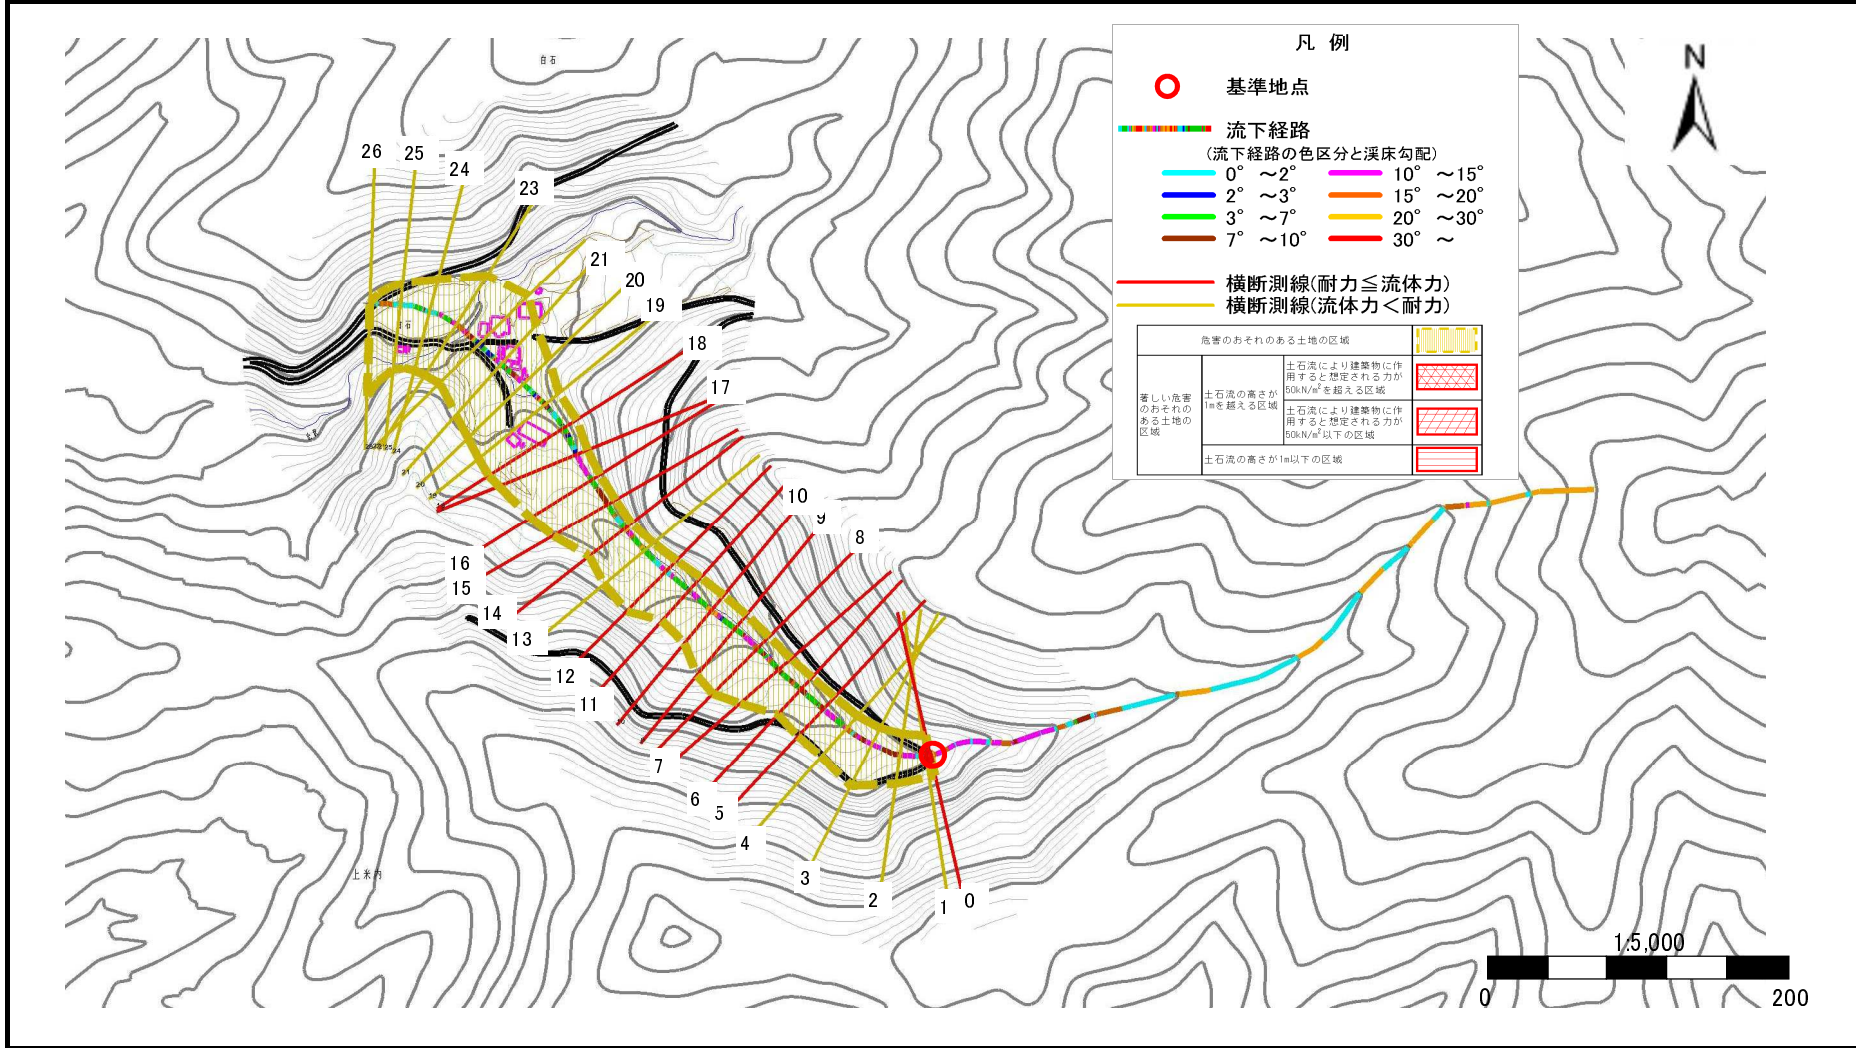 凡 例
基準地点
流下経路
(流下経路の色区分と渓床勾配)
0° ～2° 10° ～15°
2° ～3° 15° ～20°
3° ～7° 20° ～30°
7° ～10° 30° ～
横断測線(耐力≦流体力)
横断測線(流体力＜耐力)
危害のおそれのある土地の区域
著しい危害
のおそれの
ある土地の
区域
土石流の高さが
1mを越える区域
土石流により建築物に作
用すると想定される力が
50kN/m²を超える区域
土石流により建築物に作
用すると想定される力が
50kN/m²以下の区域
土石流の高さが1m以下の区域
N
白石
26
25
24
23
21
20
19
18
17
10
9
8
16
15
14
13
12
11
7
6
5
4
3
2
1
0
24
21
20
19
上米内
1:5,000
0
200